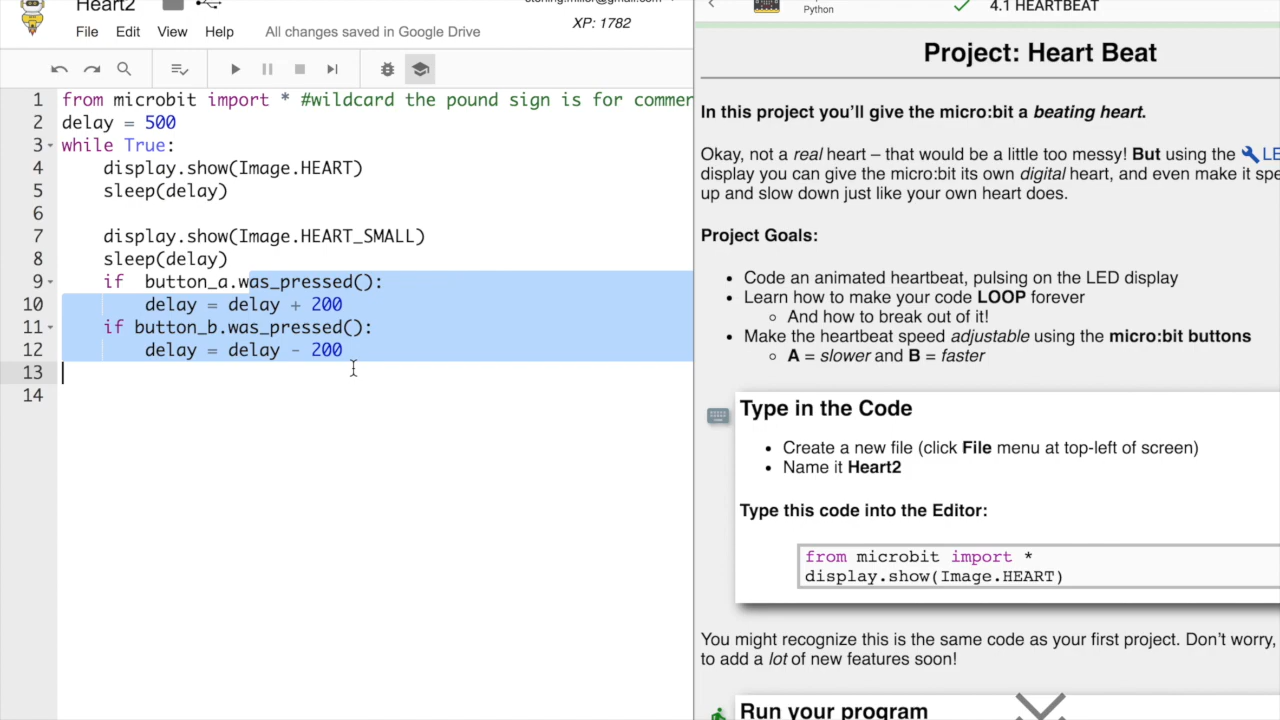 Heart2
XP: 1782
File Edit View Help All changes saved in Google Drive
1 from microbit import * #wildcard the pound sign is for commer
2 delay = 500
3 while True:
4 display.show(Image.HEART)
5 sleep(delay)
6
7 display.show(Image.HEART_SMALL)
8 sleep(delay)
9 if  button_a.was_pressed():
10 delay = delay + 200
11 if button_b.was_pressed():
12 delay = delay - 200
13
14
Python
4.1 HEARTBEAT
Project: Heart Beat
In this project you’ll give the micro:bit a beating heart.
Okay, not a real heart – that would be a little too messy! But using the LE
display you can give the micro:bit its own digital heart, and even make it spe
up and slow down just like your own heart does.
Project Goals:
• Code an animated heartbeat, pulsing on the LED display
• Learn how to make your code LOOP forever
○ And how to break out of it!
• Make the heartbeat speed adjustable using the micro:bit buttons
○ A = slower and B = faster
Type in the Code
• Create a new file (click File menu at top-left of screen)
• Name it Heart2
Type this code into the Editor:
from microbit import *
display.show(Image.HEART)
You might recognize this is the same code as your first project. Don’t worry,
to add a lot of new features soon!
Run your program